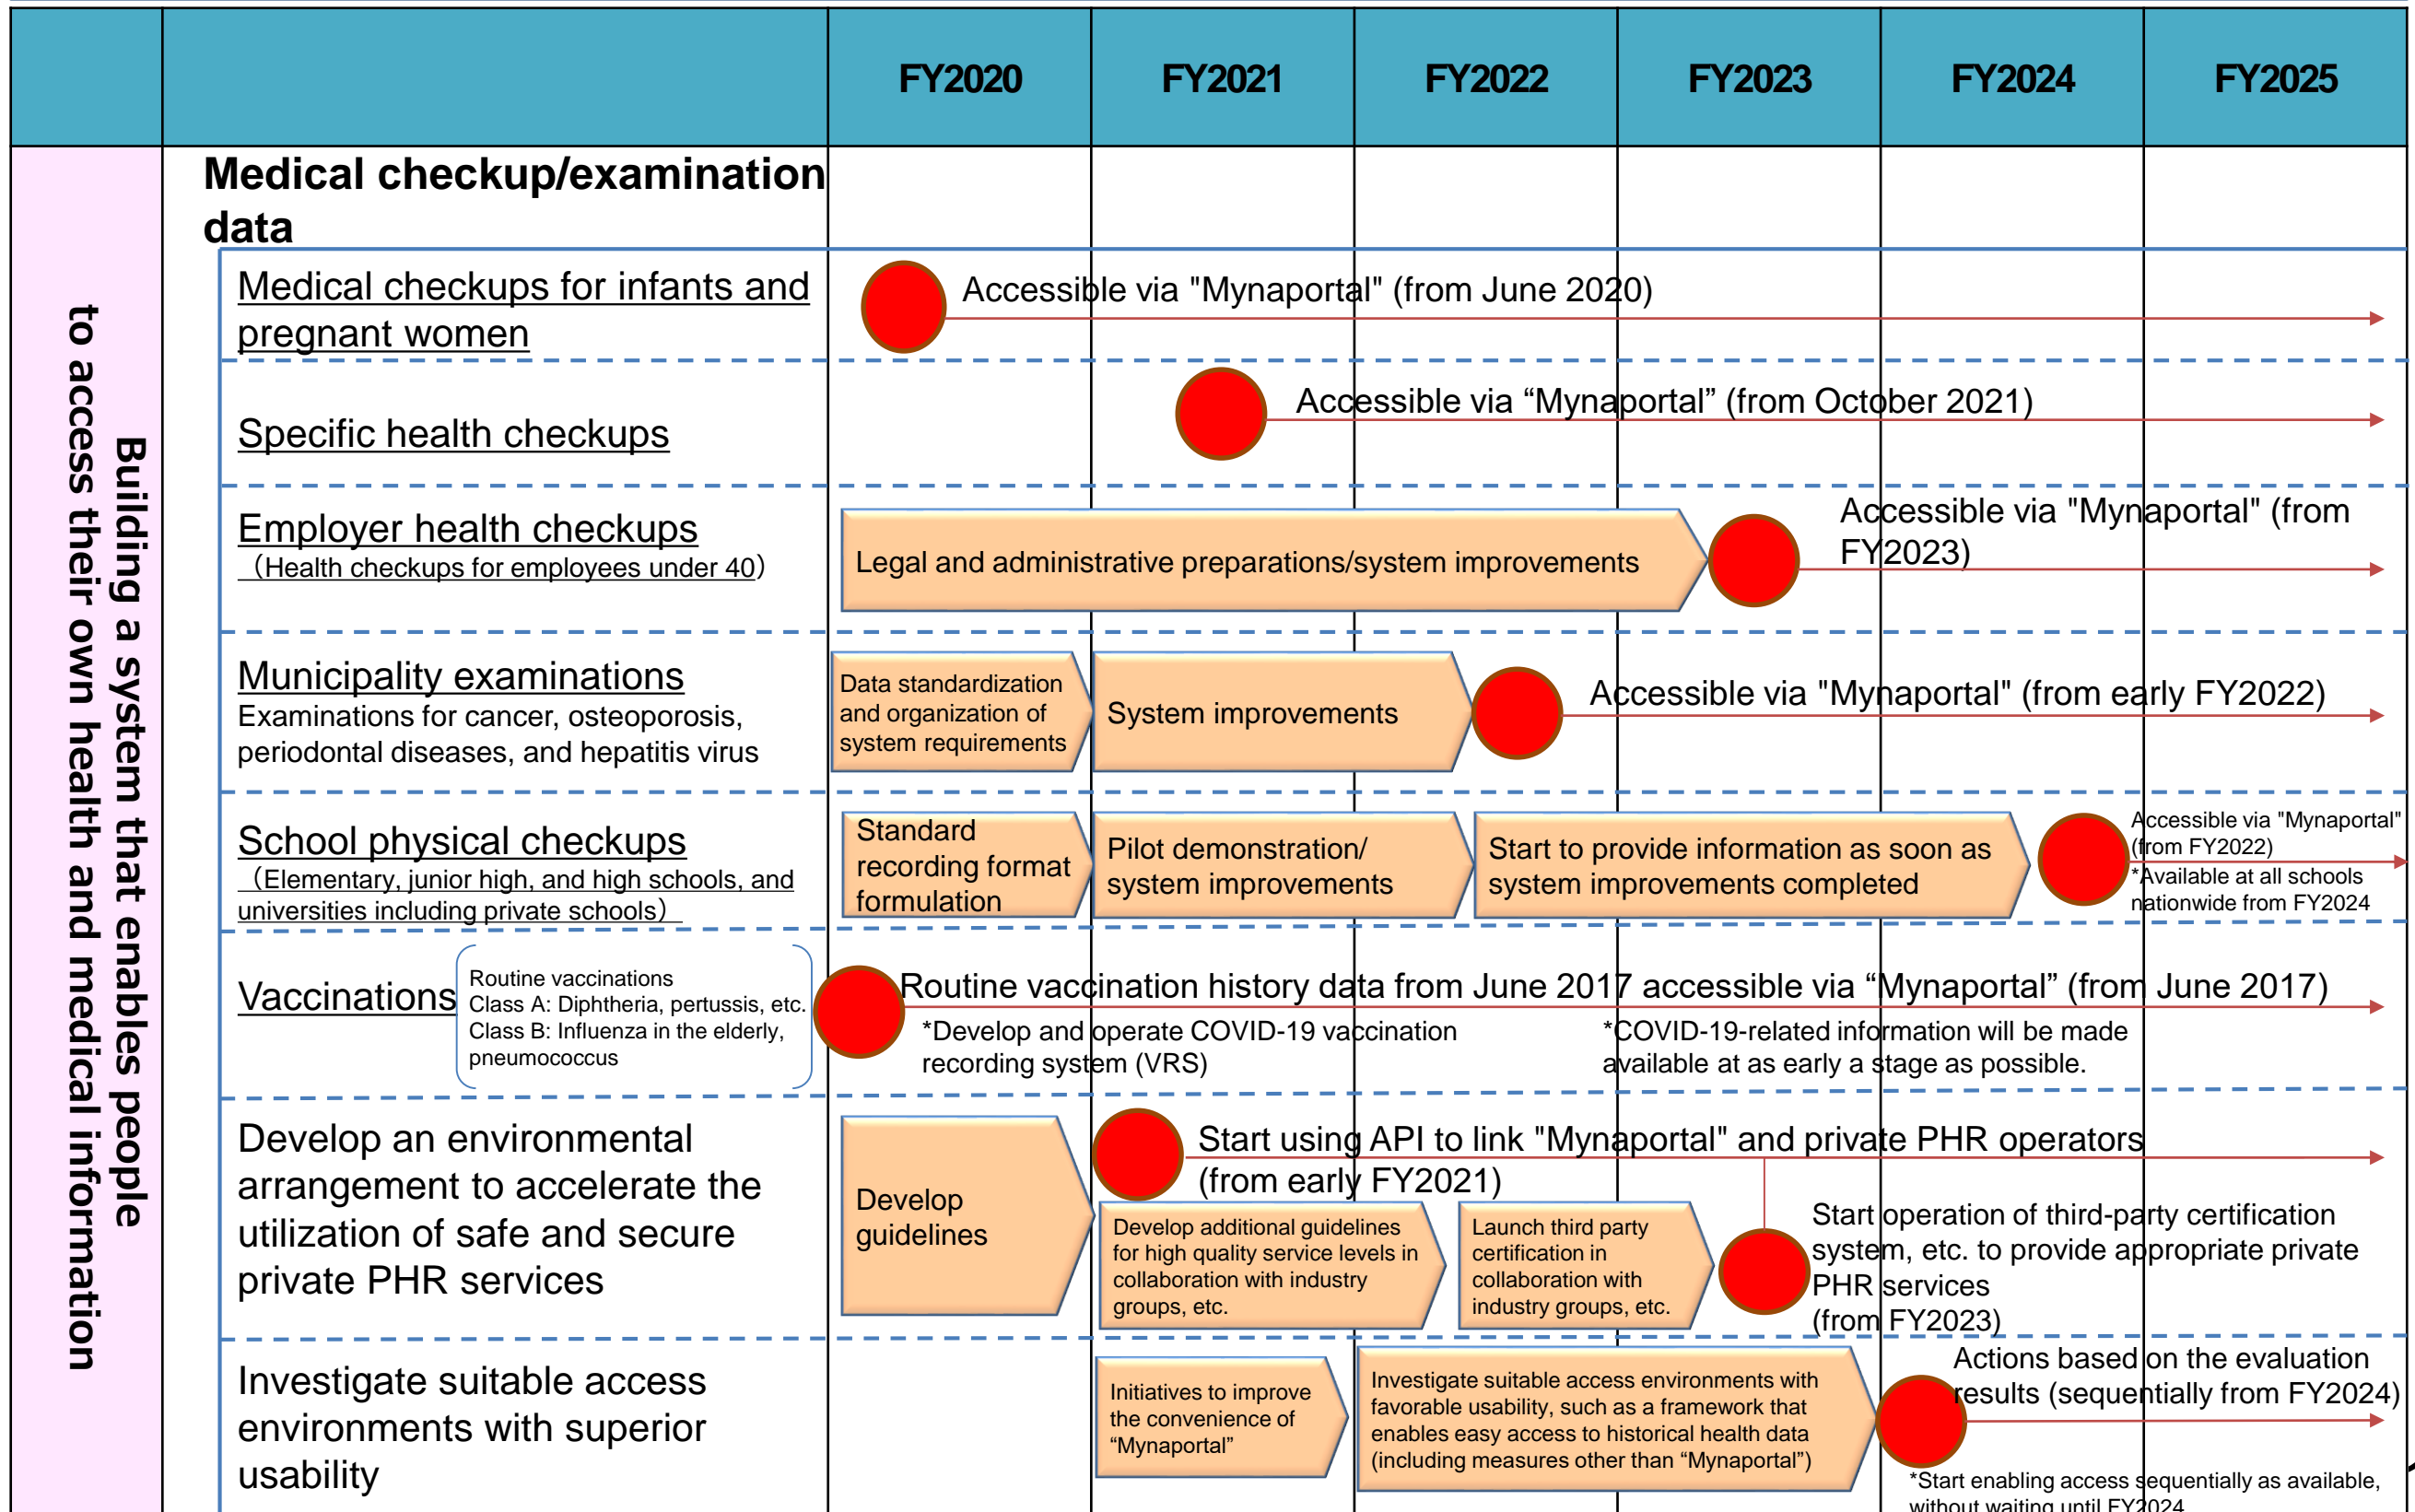 FY2020
FY2021
FY2022
FY2023
FY2024
FY2025
Building a system that enables people
to access their own health and medical information
Medical checkup/examination
data
Medical checkups for infants and
pregnant women
Accessible via "Mynaportal" (from June 2020)
Specific health checkups
Accessible via “Mynaportal” (from October 2021)
Employer health checkups
（Health checkups for employees under 40）
Legal and administrative preparations/system improvements
Accessible via "Mynaportal" (from
FY2023)
Municipality examinations
Examinations for cancer, osteoporosis,
periodontal diseases, and hepatitis virus
Data standardization
and organization of
system requirements
System improvements
Accessible via "Mynaportal" (from early FY2022)
School physical checkups
（Elementary, junior high, and high schools, and
universities including private schools）
Standard
recording format
formulation
Pilot demonstration/
system improvements
Start to provide information as soon as
system improvements completed
Accessible via "Mynaportal"
(from FY2022)
*Available at all schools
nationwide from FY2024
Vaccinations
Routine vaccinations
Class A: Diphtheria, pertussis, etc.
Class B: Influenza in the elderly,
pneumococcus
Routine vaccination history data from June 2017 accessible via “Mynaportal” (from June 2017)
*Develop and operate COVID-19 vaccination
recording system (VRS)
*COVID-19-related information will be made
available at as early a stage as possible.
Develop an environmental
arrangement to accelerate the
utilization of safe and secure
private PHR services
Develop
guidelines
Start using API to link "Mynaportal" and private PHR operators
(from early FY2021)
Develop additional guidelines
for high quality service levels in
collaboration with industry
groups, etc.
Launch third party
certification in
collaboration with
industry groups, etc.
Start operation of third-party certification
system, etc. to provide appropriate private
PHR services
(from FY2023)
Investigate suitable access
environments with superior
usability
Initiatives to improve
the convenience of
“Mynaportal”
Investigate suitable access environments with
favorable usability, such as a framework that
enables easy access to historical health data
(including measures other than “Mynaportal”)
Actions based on the evaluation
results (sequentially from FY2024)
*Start enabling access sequentially as available,
without waiting until FY2024